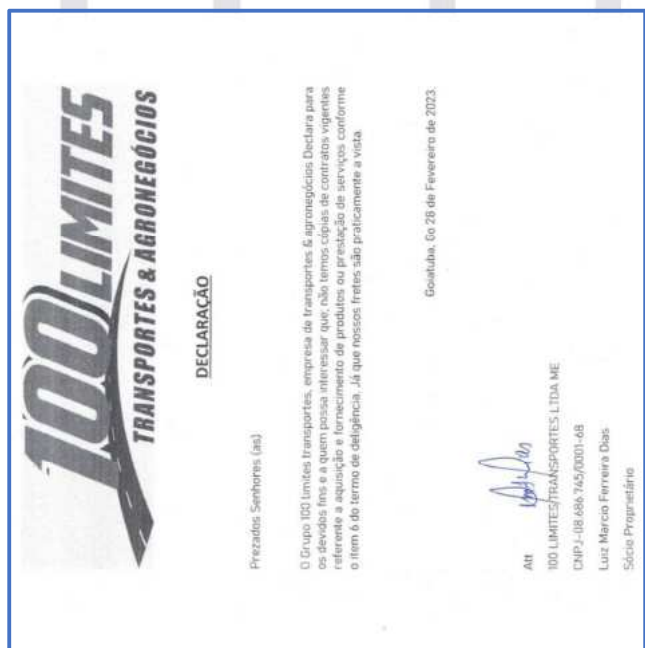 100 LIMITES
TRANSPORTES & AGRONEGÓCIOS
DECLARAÇÃO
Prezados Senhores (as)
O Grupo 100 Limites transportes, empresa de transportes & agronegócios Declara para
os devidos fins e a quem possa interessar que, não temos cópias de contratos vigentes
referente a aquisição e fornecimento de produtos ou prestação de serviços conforme
o item 6 do termo de deligência. Já que nossos fretes são praticamente a vista.
Goiatuba, Go 28 de Fevereiro de 2023.
Att
100 LIMITES TRANSPORTES LTDA ME
CNPJ-08.686 745/0001-68
Luiz Marcio Ferreira Dias
Sócio Proprietário